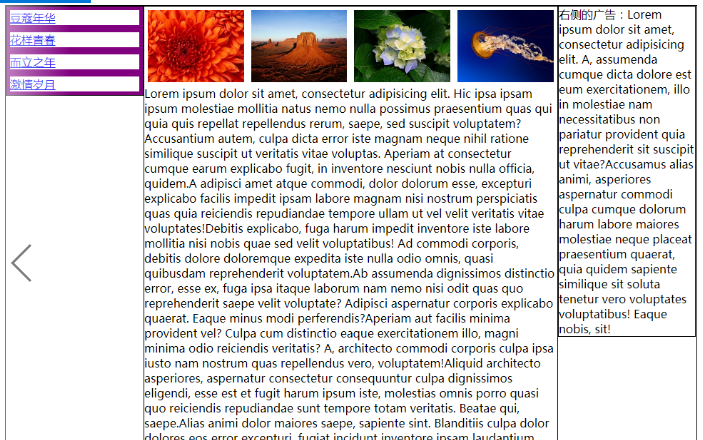 豆蔻年华
花样青春
而立之年
激情岁月
Lorem ipsum dolor sit amet, consectetur adipisicing elit. Hic ipsa ipsam
ipsum molestiae mollitia natus nemo nulla possimus praesentium quas qui
quia quis repellat repellendus rerum, saepe, sed suscipit voluptatem?
Accusantium autem, culpa dicta error iste magnam neque nihil ratione
similique suscipit ut veritatis vitae voluptas. Aperiam at consectetur
cumque earum explicabo fugit, in inventore nesciunt nobis nulla officia,
quidem.A adipisci amet atque commodi, dolor dolorum esse, excepturi
explicabo facilis impedit ipsam labore magnam nisi nostrum perspiciatis
quas quia reiciendis repudiandae tempore ullam ut vel velit veritatis vitae
voluptates!Debitis explicabo, fuga harum impedit inventore iste labore
mollitia nisi nobis quae sed velit voluptatibus! Ad commodi corporis,
debitis dolore doloremque expedita iste nulla odio omnis, quasi
quibusdam reprehenderit voluptatem.Ab assumenda dignissimos distinctio
error, esse ex, fuga ipsa itaque laborum nam nemo nisi odit quas quo
reprehenderit saepe velit voluptate? Adipisci aspernatur corporis explicabo
quaerat. Eaque minus modi perferendis?Aperiam aut facilis minima
provident vel? Culpa cum distinctio eaque exercitationem illo, magni
minima odio reiciendis veritatis? A, architecto commodi corporis culpa ipsa
iusto nam nostrum quas repellendus vero, voluptatem!Aliquid architecto
asperiores, aspernatur consectetur consequuntur culpa dignissimos
eligendi, esse est et fugit harum ipsum iste, molestias omnis porro quasi
quo reiciendis repudiandae sunt tempore totam veritatis. Beatae qui,
saepe.Alias animi dolor maiores saepe, sapiente sint. Blanditiis culpa dolor
dolores eos error excepturi, fugiat incidunt inventore ipsam laudantium
右侧的广告：Lorem
ipsum dolor sit amet,
consectetur adipisicing
elit. A, assumenda
cumque dicta dolore est
eum exercitationem, illo
in molestiae nam
necessitatibus non
pariatur provident quia
reprehenderit sit suscipit
ut vitae?Accusamus alias
animi, asperiores
aspernatur commodi
culpa cumque dolorum
harum labore maiores
molestiae neque placeat
praesentium quaerat,
quia quidem sapiente
similique sit soluta
tenetur vero voluptates
voluptatibus! Eaque
nobis, sit!